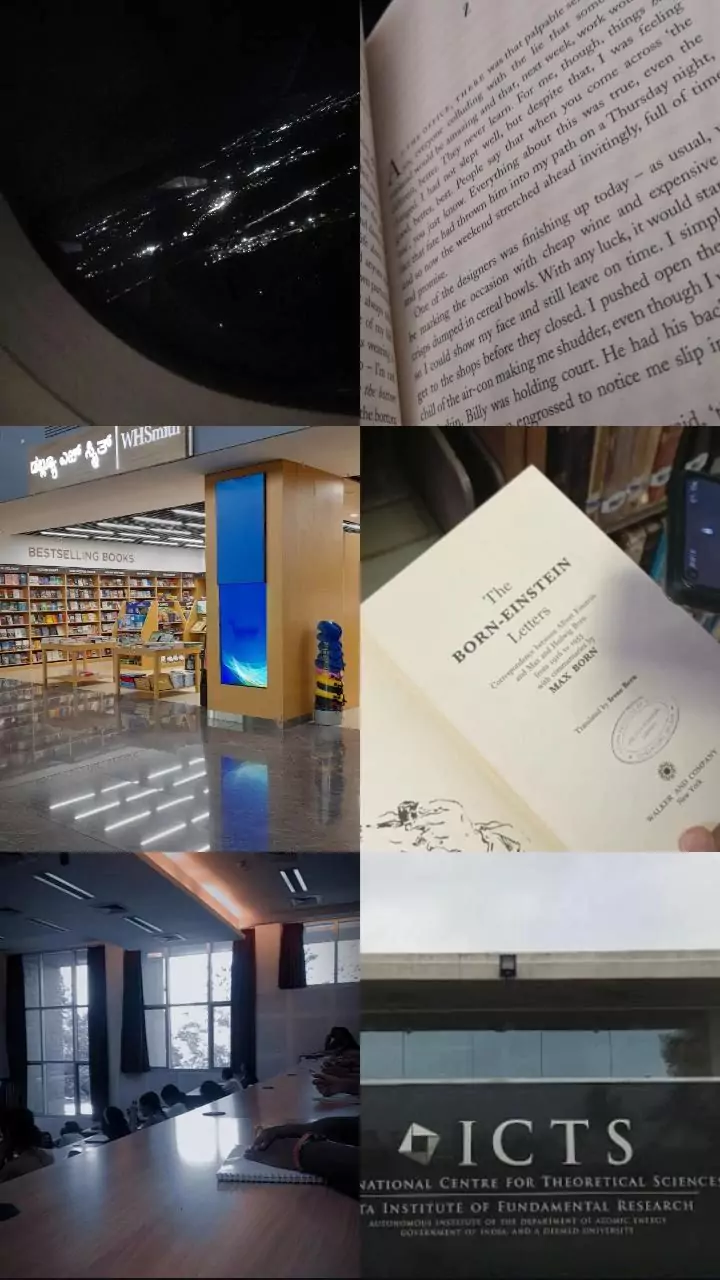 2
AT THE OFFICE, THERE was that palpable se
everyone colluding with the lie that some
would be amazing and that, next week, work wou
better. They never learn. For me, though, things
I had not slept well, but despite that, I was feeling
better, best. People say that when you come across 'the
you just know. Everything about this was true, even the
that fate had thrown him into my path on a Thursday night,
and so now the weekend stretched ahead invitingly, full of tim
and promise.
One of the designers was finishing up today – as usual,
be marking the occasion with cheap wine and expensive
crisps dumped in cereal bowls. With any luck, it would star
so I could show my face and still leave on time. I simpl
get to the shops before they closed. I pushed open the
chill of the air-con making me shudder, even though I
kin. Billy was holding court. He had his bac
engrossed to notice me slip in
ಡಬ್ಲ್ಯೂ ಎಚ್ ಸ್ಮಿತ್ WHSmith
BESTSELLING BOOKS
The
BORN-EINSTEIN
Letters
Correspondence between Albert Einstein
and Max and Hedwig Born
from 1916 to 1955
with commentaries by
MAX BORN
Translated by Irene Born
WALKER AND COMPANY
New York
ICTS
NATIONAL CENTRE FOR THEORETICAL SCIENCES
TA INSTITUTE OF FUNDAMENTAL RESEARCH
AUTONOMOUS INSTITUTE OF THE DEPARTMENT OF ATOMIC ENERGY
GOVERNMENT OF INDIA, AND A DEEMED UNIVERSITY